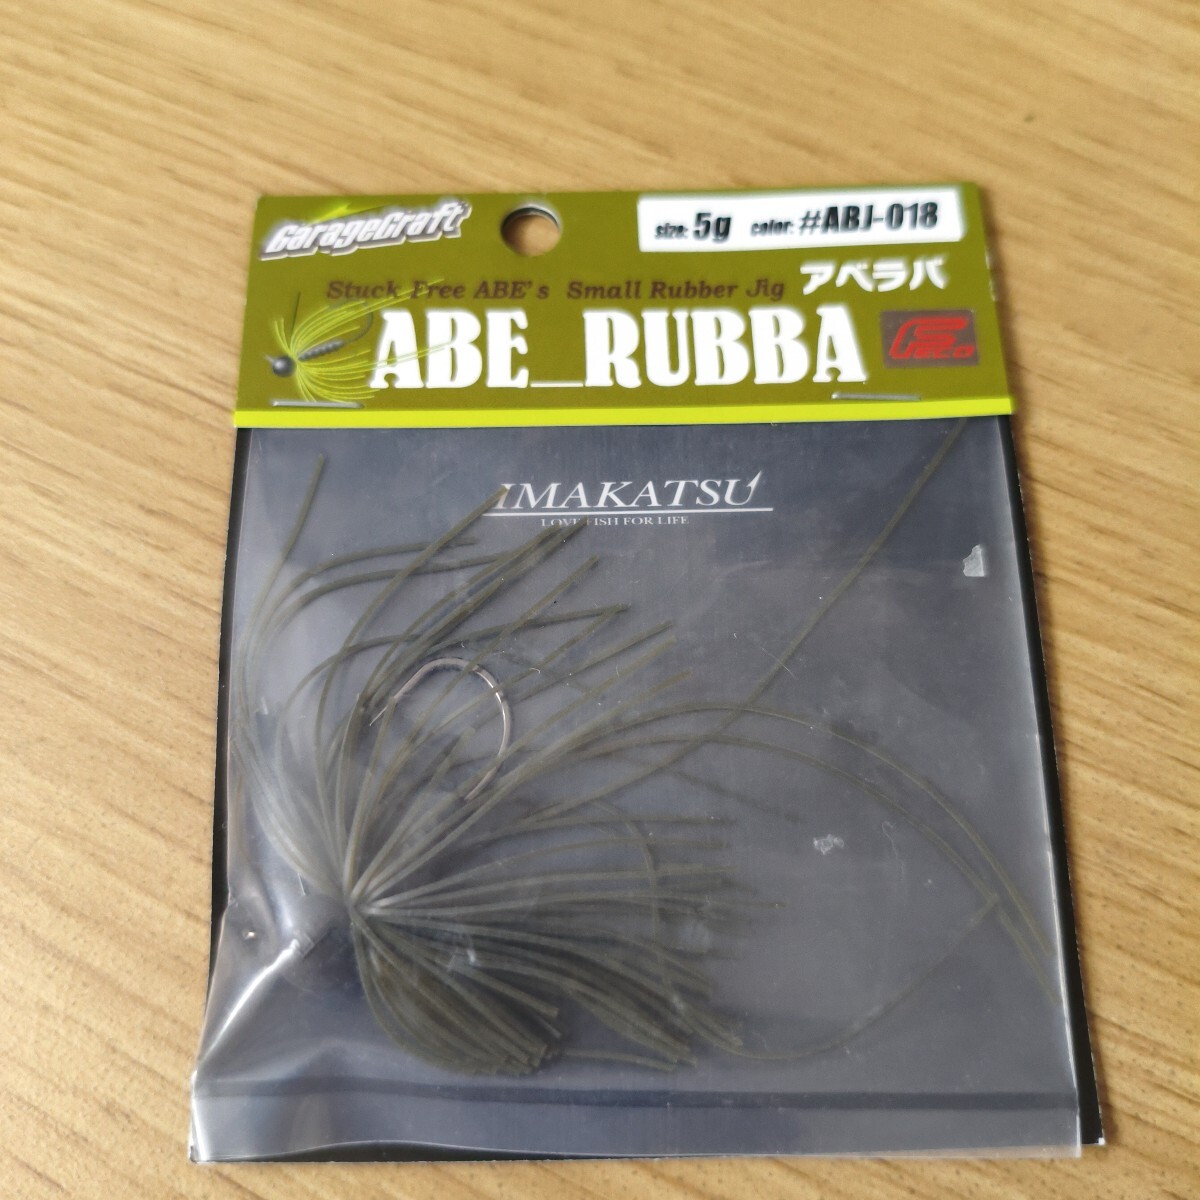 GarageCraft
size: 5g color: #ABJ-018
Stuck Free ABE's Small Rubber Jig アベラバ
ABE_RUBBA
IMAKATSU
LOVE FISH FOR LIFE